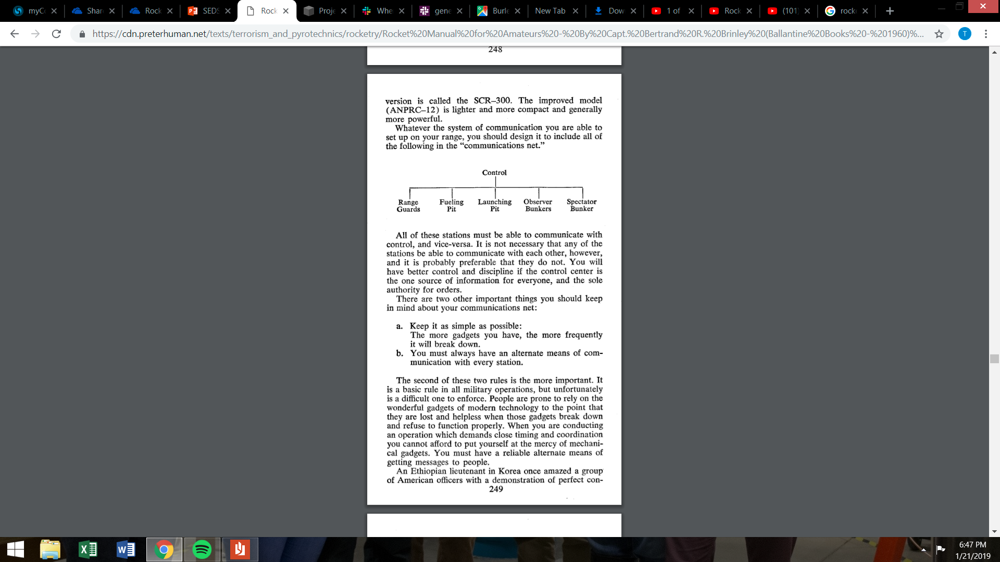 myC
Shar
Rock
SEDS
Rock
Proje
Whe
gene
Burle
New Tab
Dow
1 of
Rock
(101)
rock
https://cdn.preterhuman.net/texts/terrorism_and_pyrotechnics/rocketry/Rocket%20Manual%20for%20Amateurs%20-%20By%20Capt.%20Bertrand%20R.%20Brinley%20(Ballantine%20Books%20-%201960)%...
T
248
version is called the SCR–300. The improved model
(ANPRC–12) is lighter and more compact and generally
more powerful.
Whatever the system of communication you are able to
set up on your range, you should design it to include all of
the following in the “communications net.”
Control
Range Fueling Launching Observer Spectator
Guards Pit Pit Bunkers Bunker
All of these stations must be able to communicate with
control, and vice-versa. It is not necessary that any of the
stations be able to communicate with each other, however,
and it is probably preferable that they do not. You will
have better control and discipline if the control center is
the one source of information for everyone, and the sole
authority for orders.
There are two other important things you should keep
in mind about your communications net:
a. Keep it as simple as possible:
The more gadgets you have, the more frequently
it will break down.
b. You must always have an alternate means of com-
munication with every station.
The second of these two rules is the more important. It
is a basic rule in all military operations, but unfortunately
is a difficult one to enforce. People are prone to rely on the
wonderful gadgets of modern technology to the point that
they are lost and helpless when those gadgets break down
and refuse to function properly. When you are conducting
an operation which demands close timing and coordination
you cannot afford to put yourself at the mercy of mechani-
cal gadgets. You must have a reliable alternate means of
getting messages to people.
An Ethiopian lieutenant in Korea once amazed a group
of American officers with a demonstration of perfect con-
249
6:47 PM
1/21/2019